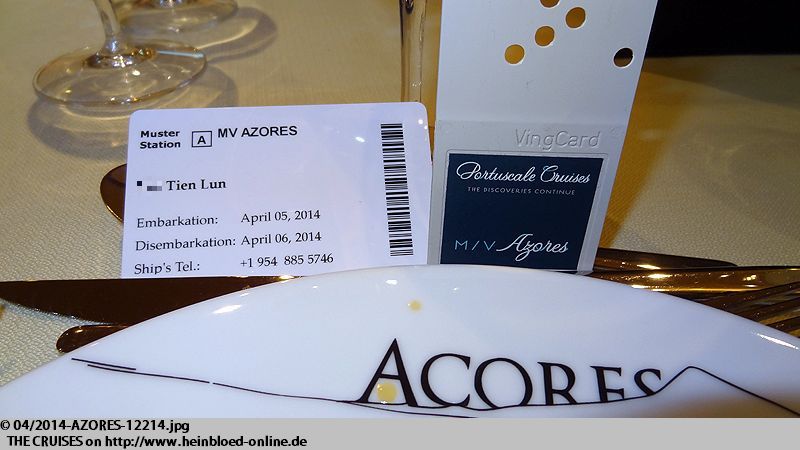 Muster
Station
A
MV AZORES
Tien Lun
Embarkation: April 05, 2014
Disembarkation: April 06, 2014
Ship's Tel.: +1 954 885 5746
VingCard
Portuscale Cruises
THE DISCOVERIES CONTINUE
M/V Azores
AÇORES
© 04/2014-AZORES-12214.jpg
THE CRUISES on http://www.heinbloed-online.de